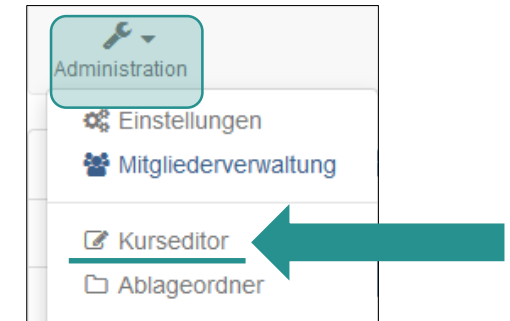 Administration
Einstellungen
Mitgliederverwaltung
Kurseditor
Ablageordner